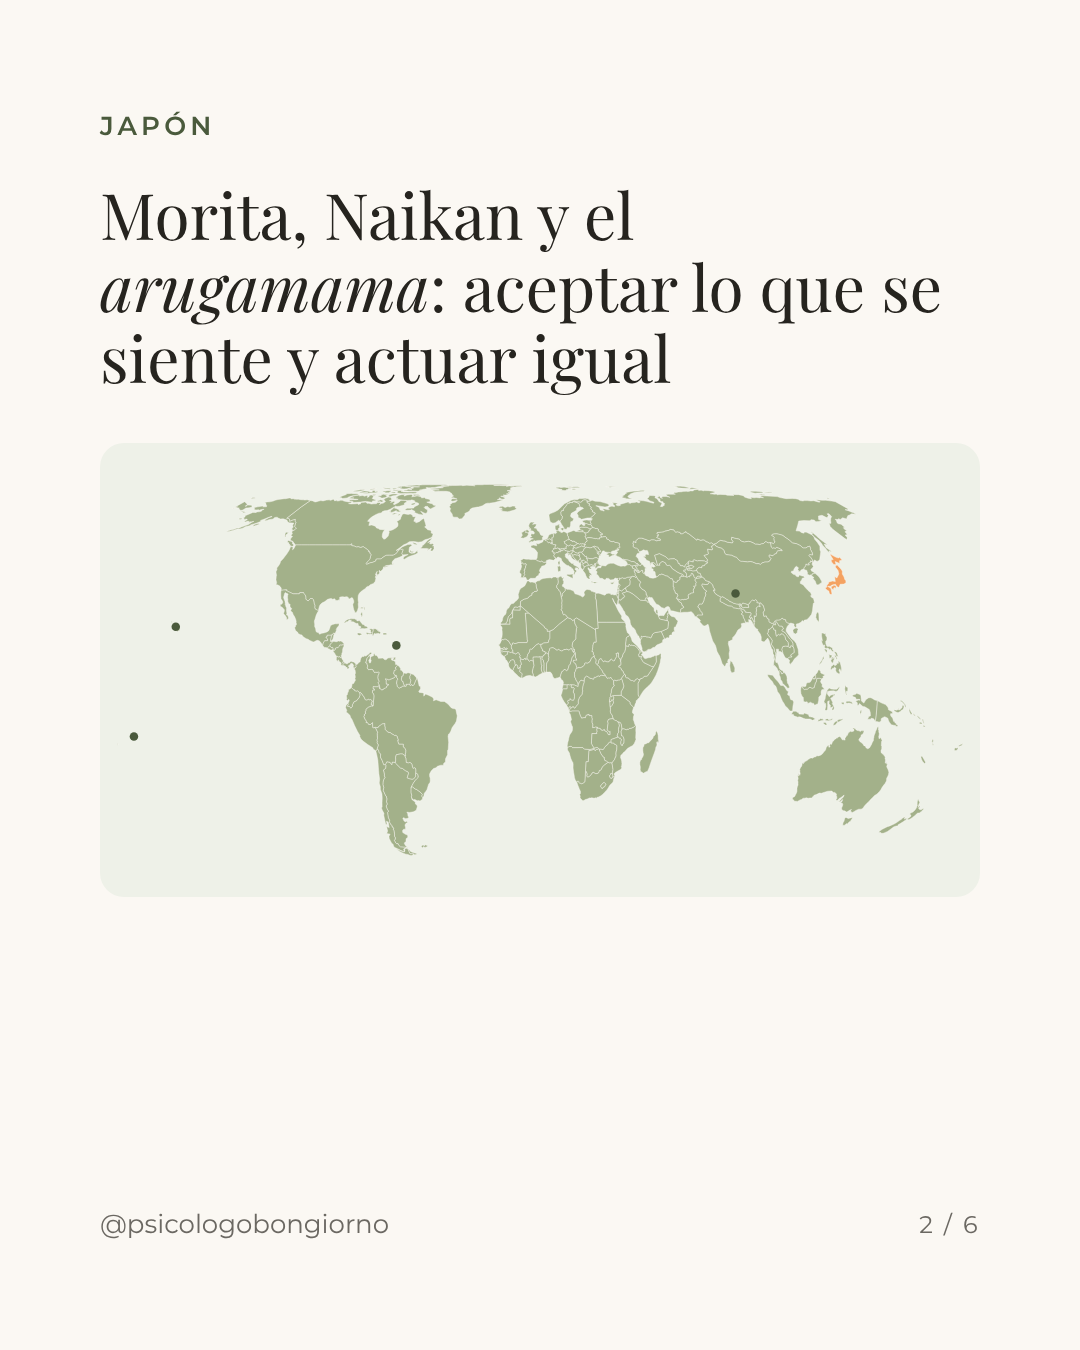 JAPÓN
Morita, Naikan y el
arugamama: aceptar lo que se
siente y actuar igual
@psicologobongiorno
2 / 6